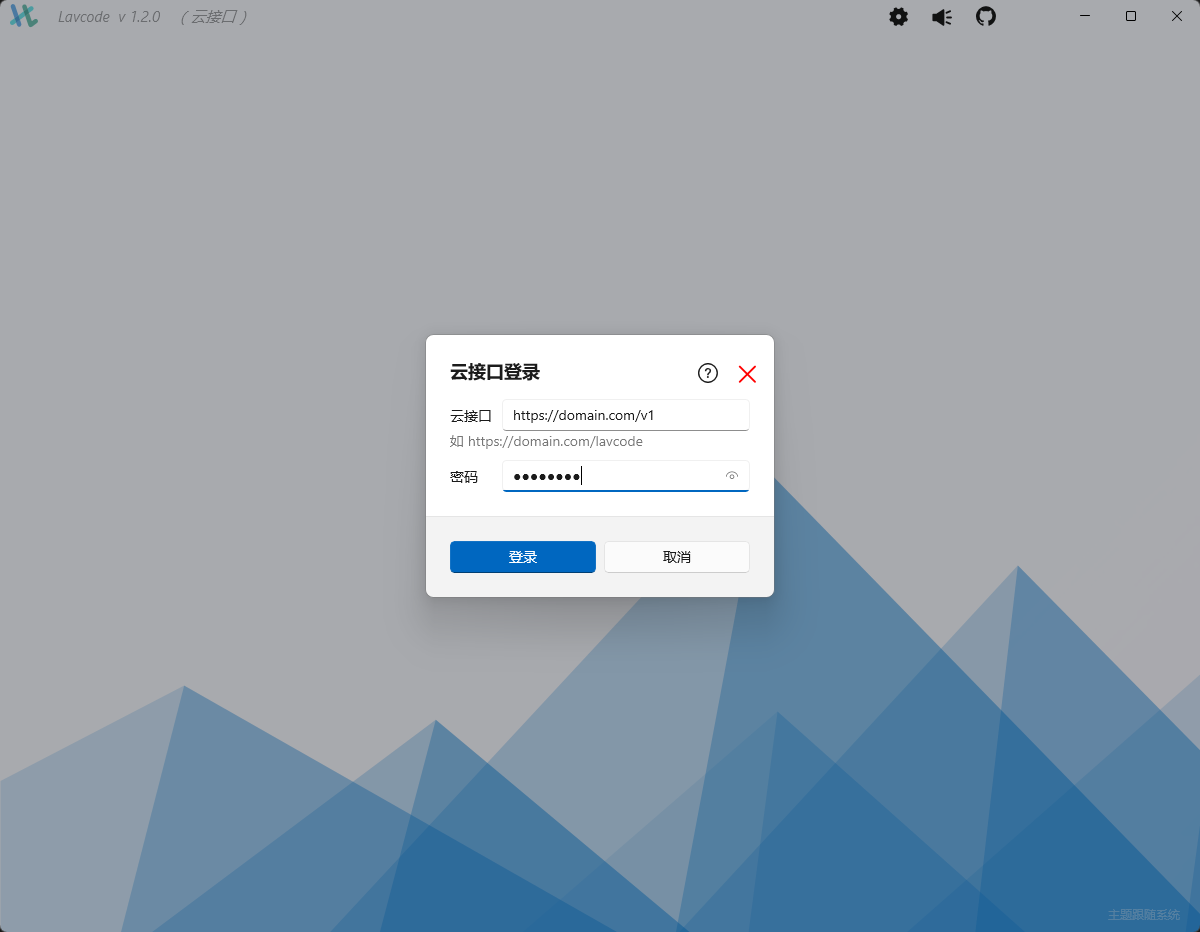 Lavcode v 1.2.0 （云接口）
云接口登录
云接口 https://domain.com/v1
如 https://domain.com/lavcode
密码 ●●●●●●●●
登录 取消
主题跟随系统